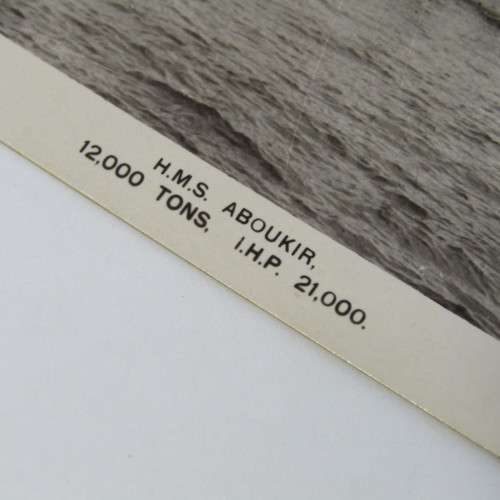 H.M.S. ABOUKIR,
12,000 TONS, I.H.P. 21,000.